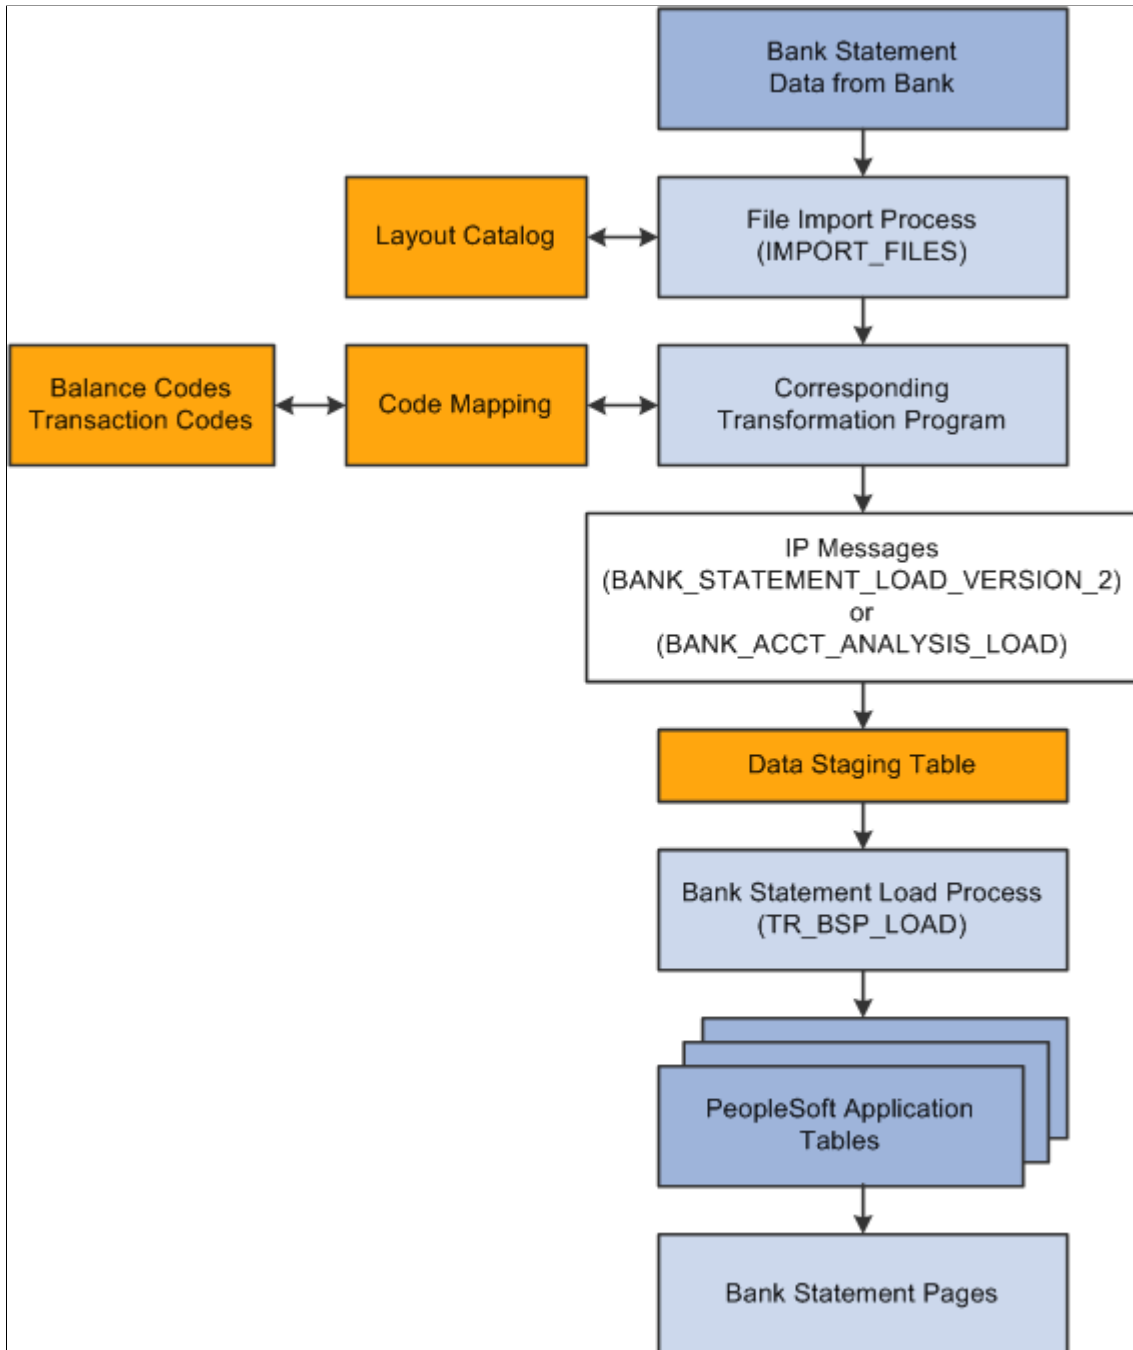 Bank Statement
Data from Bank
Layout Catalog
File Import Process
(IMPORT_FILES)
Balance Codes
Transaction Codes
Code Mapping
Corresponding
Transformation Program
IP Messages
(BANK_STATEMENT_LOAD_VERSION_2)
or
(BANK_ACCT_ANALYSIS_LOAD)
Data Staging Table
Bank Statement Load Process
(TR_BSP_LOAD)
PeopleSoft Application
Tables
Bank Statement Pages